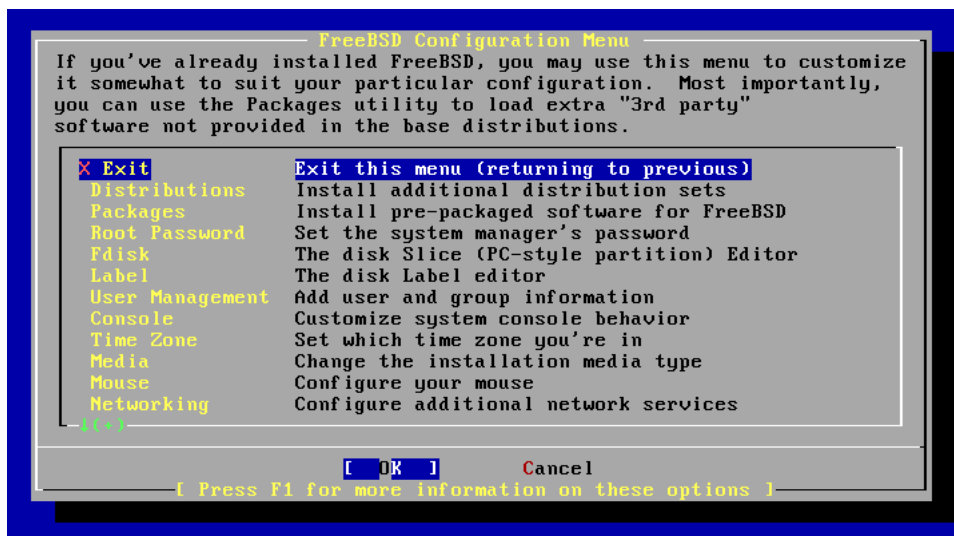 FreeBSD Configuration Menu
If you've already installed FreeBSD, you may use this menu to customize
it somewhat to suit your particular configuration.  Most importantly,
you can use the Packages utility to load extra "3rd party"
software not provided in the base distributions.
X Exit Exit this menu (returning to previous)
Distributions Install additional distribution sets
Packages Install pre-packaged software for FreeBSD
Root Password Set the system manager's password
Fdisk The disk Slice (PC-style partition) Editor
Label The disk Label editor
User Management Add user and group information
Console Customize system console behavior
Time Zone Set which time zone you're in
Media Change the installation media type
Mouse Configure your mouse
Networking Configure additional network services
↓(+)
[ OK ] Cancel
[ Press F1 for more information on these options ]